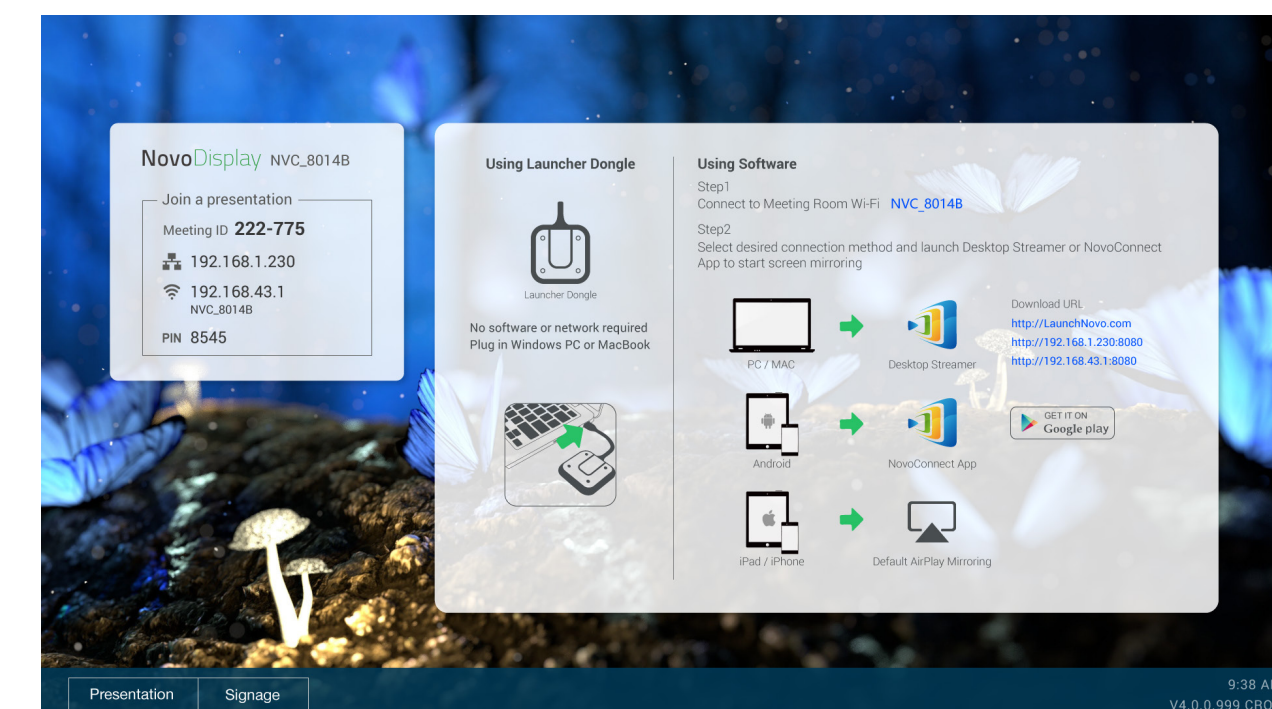 NovoDisplay NVC_8014B
Join a presentation
Meeting ID 222-775
192.168.1.230
192.168.43.1
NVC_8014B
PIN 8545
Using Launcher Dongle
Launcher Dongle
No software or network required
Plug in Windows PC or MacBook
Using Software
Step1
Connect to Meeting Room Wi-Fi NVC_8014B
Step2
Select desired connection method and launch Desktop Streamer or NovoConnect
App to start screen mirroring
PC / MAC
Desktop Streamer
Download URL
http://LaunchNovo.com
http://192.168.1.230:8080
http://192.168.43.1:8080
Android
NovoConnect App
GET IT ON
Google play
iPad / iPhone
Default AirPlay Mirroring
Presentation
Signage
9:38
V4.0.0.999